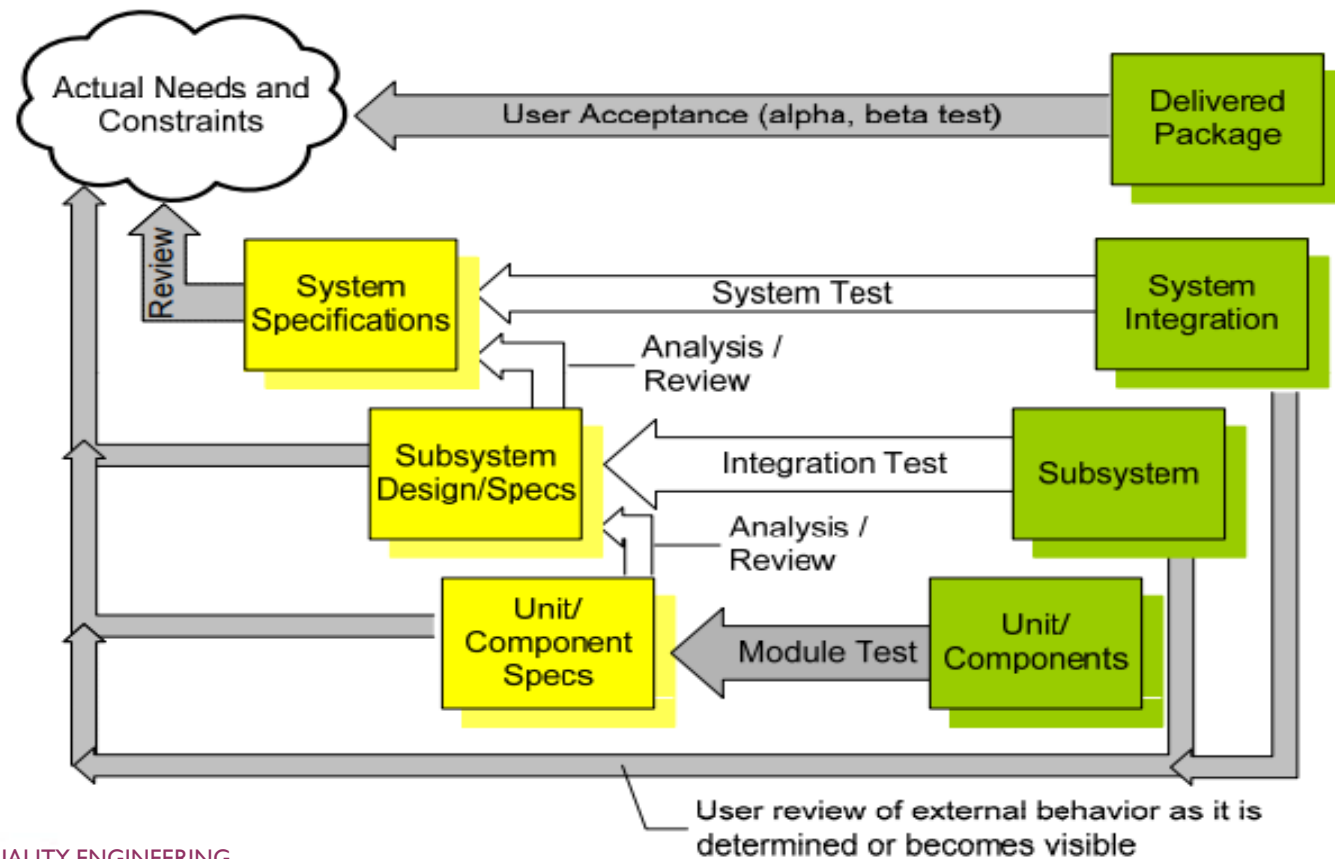 Actual Needs and
Constraints
User Acceptance (alpha, beta test)
Delivered
Package
Review
System
Specifications
System Test
System
Integration
Analysis /
Review
Subsystem
Design/Specs
Integration Test
Subsystem
Analysis /
Review
Unit/
Component
Specs
Module Test
Unit/
Components
User review of external behavior as it is
determined or becomes visible
ENGINEERING